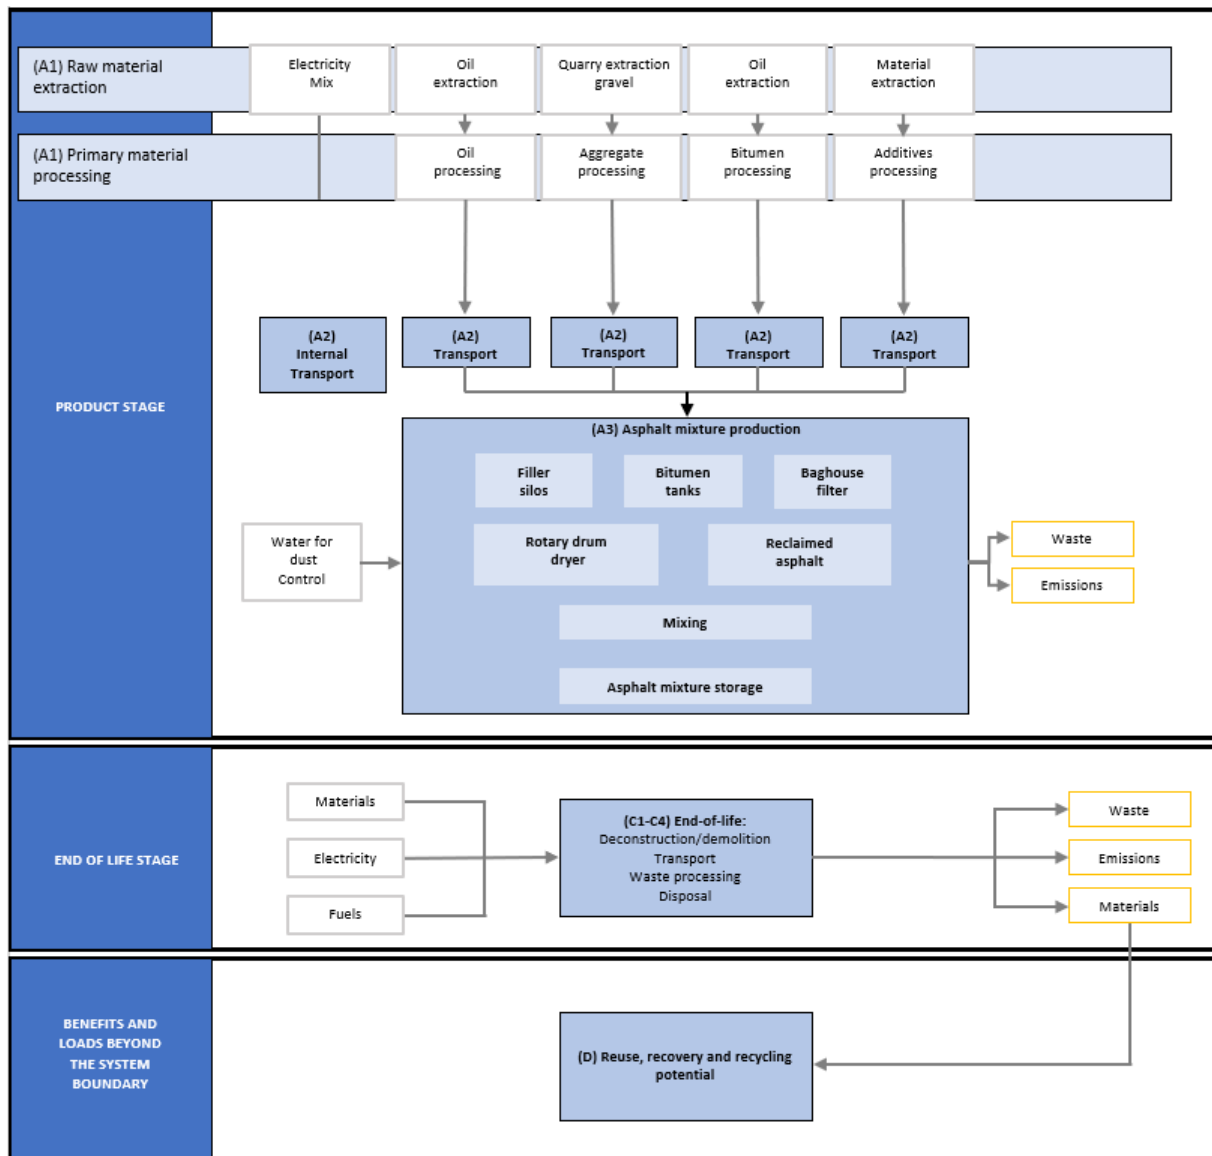 (A1) Raw material
extraction
Electricity
Mix
Oil
extraction
Quarry extraction
gravel
Oil
extraction
Material
extraction
(A1) Primary material
processing
Oil
processing
Aggregate
processing
Bitumen
processing
Additives
processing
(A2)
Internal
Transport
(A2)
Transport
(A2)
Transport
(A2)
Transport
(A2)
Transport
PRODUCT STAGE
(A3) Asphalt mixture production
Filler
silos
Bitumen
tanks
Baghouse
filter
Water for
dust
Control
Rotary drum
dryer
Reclaimed
asphalt
Waste
Emissions
Mixing
Asphalt mixture storage
END OF LIFE STAGE
Materials
Electricity
Fuels
(C1-C4) End-of-life:
Deconstruction/demolition
Transport
Waste processing
Disposal
Waste
Emissions
Materials
BENEFITS AND
LOADS BEYOND
THE SYSTEM
BOUNDARY
(D) Reuse, recovery and recycling
potential